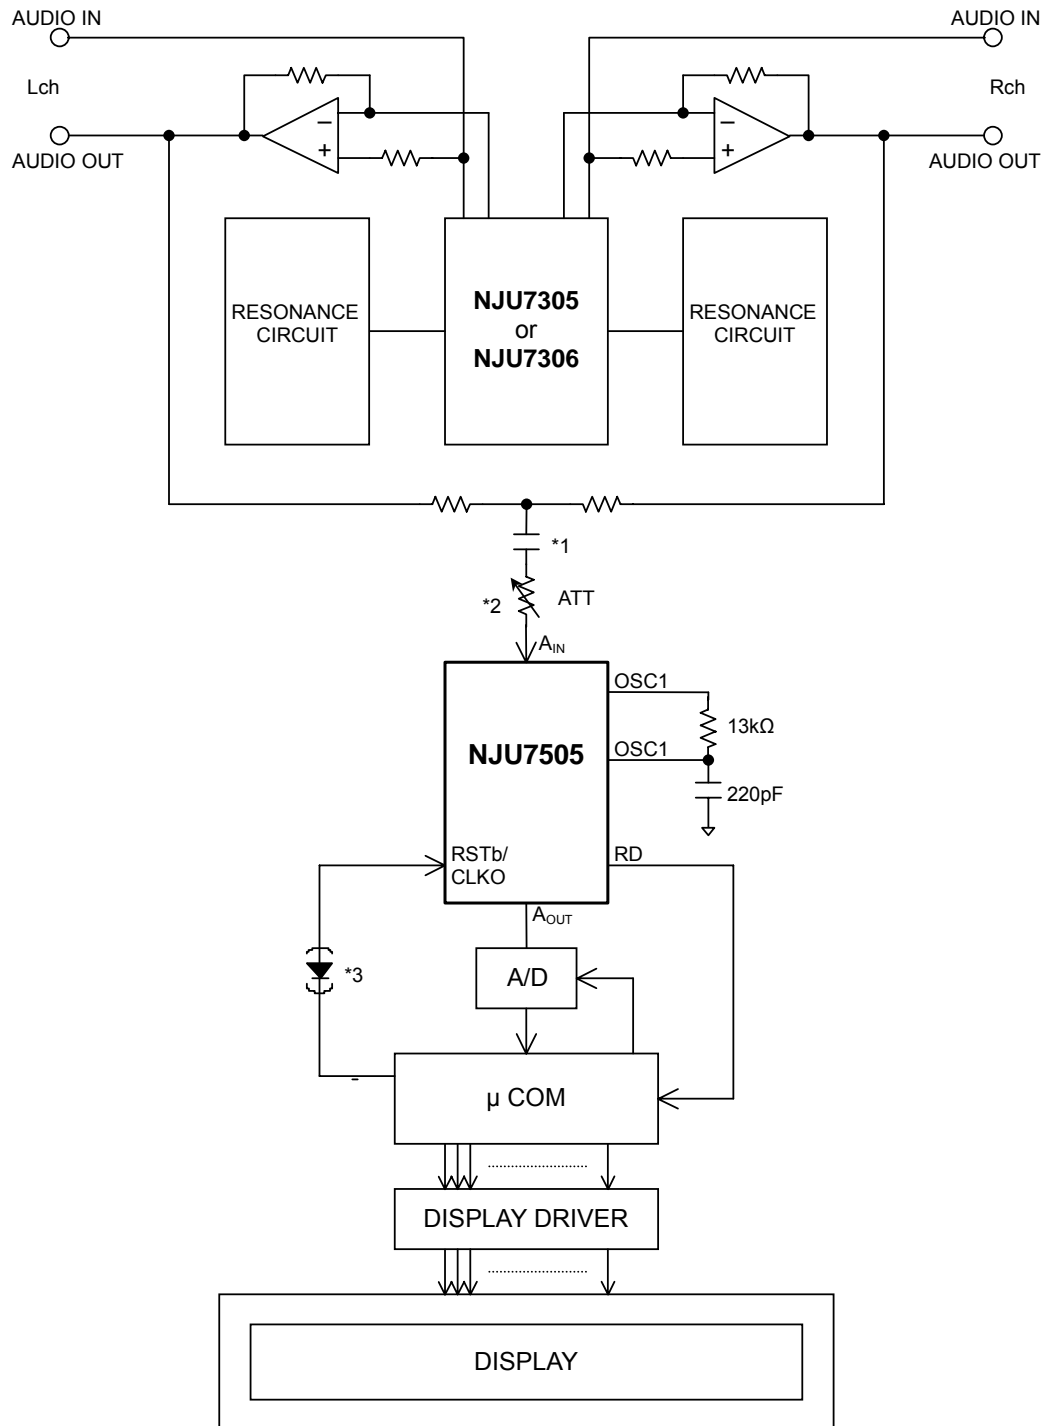 AUDIO IN
AUDIO IN
Lch
Rch
AUDIO OUT
AUDIO OUT
−
+
−
+
RESONANCE
CIRCUIT
NJU7305
or
NJU7306
RESONANCE
CIRCUIT
*1
*2
ATT
AIN
OSC1
13kΩ
NJU7505
OSC1
220pF
RSTb/
CLKO
RD
AOUT
*3
A/D
-
µ COM
DISPLAY DRIVER
DISPLAY